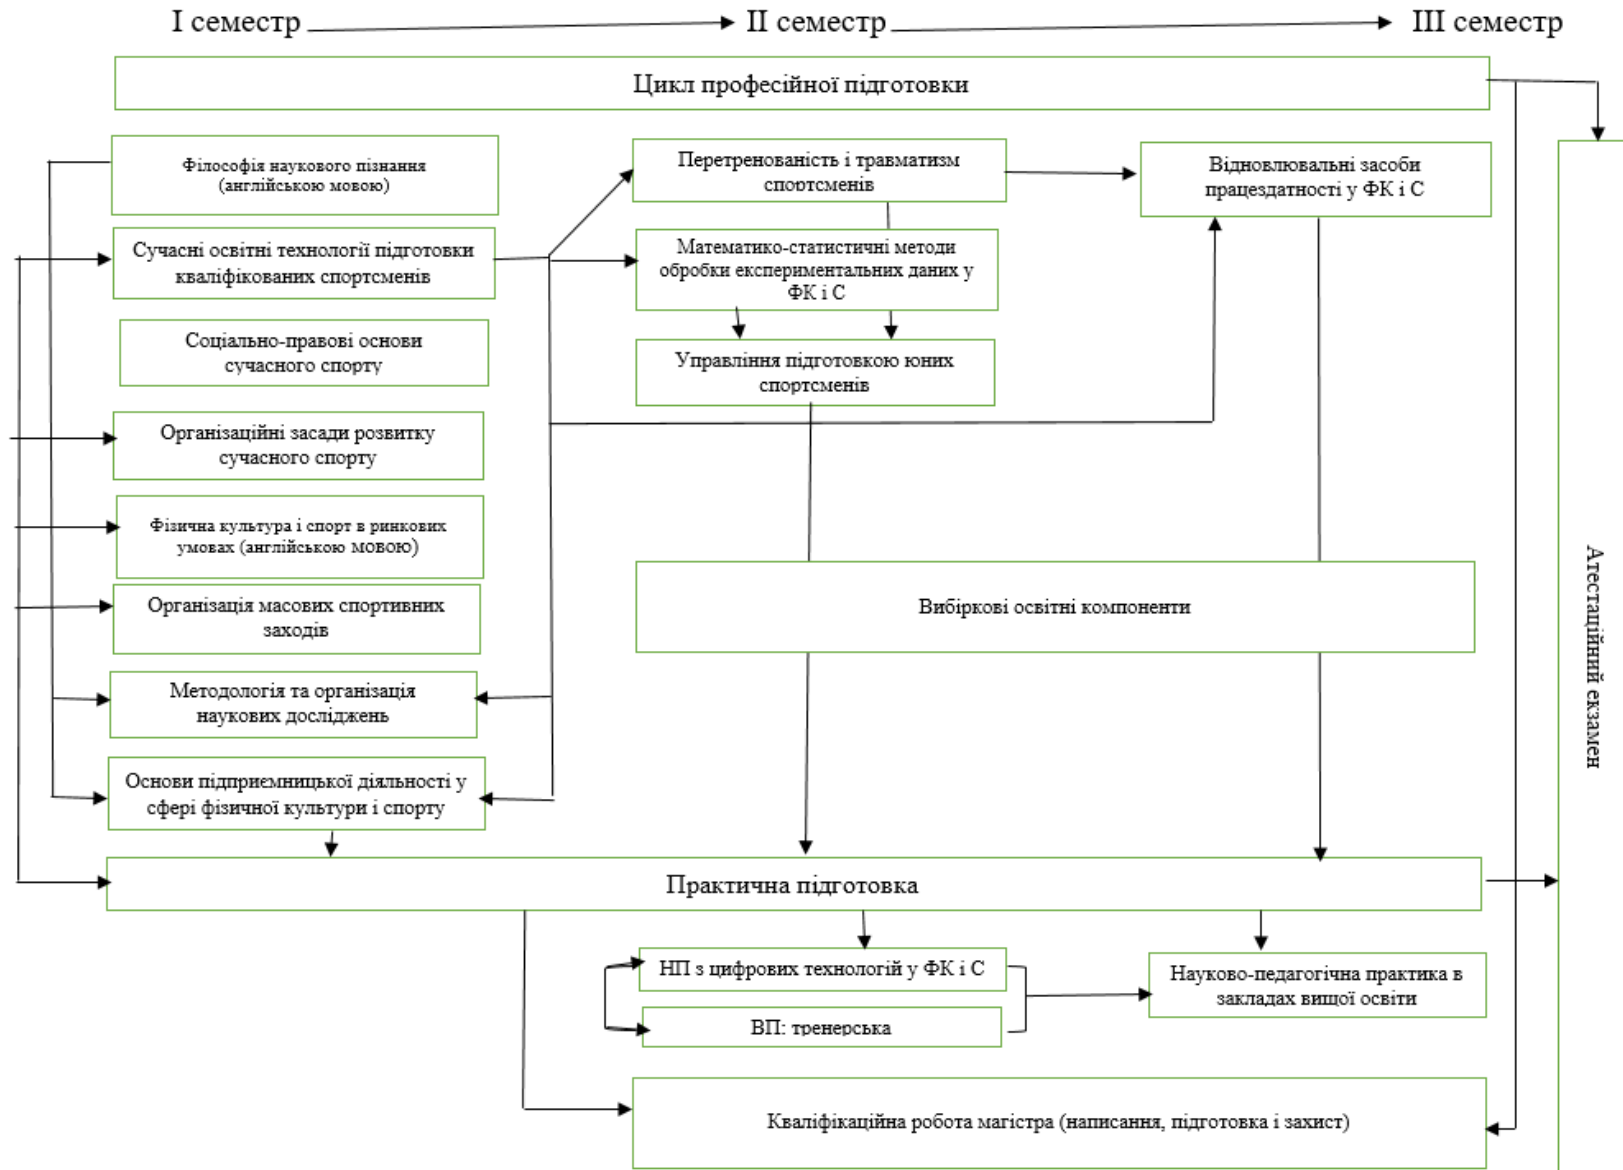 I семестр
II семестр
III семестр
Цикл професійної підготовки
Філософія наукового пізнання
(англійською мовою)
Перетренованість і травматизм
спортсменів
Відновлювальні засоби
працездатності у ФК і С
Сучасні освітні технології підготовки
кваліфікованих спортсменів
Математико-статистичні методи
обробки експериментальних даних у
ФК і С
Соціально-правові основи
сучасного спорту
Управління підготовкою юних
спортсменів
Організаційні засади розвитку
сучасного спорту
Фізична культура і спорт в ринкових
умовах (англійською мовою)
Організація масових спортивних
заходів
Вибіркові освітні компоненти
Методологія та організація
наукових досліджень
Основи підприємницької діяльності у
сфері фізичної культури і спорту
Атестаційний екзамен
Практична підготовка
НП з цифрових технологій у ФК і С
ВП: тренерська
Науково-педагогічна практика в
закладах вищої освіти
Кваліфікаційна робота магістра (написання, підготовка і захист)